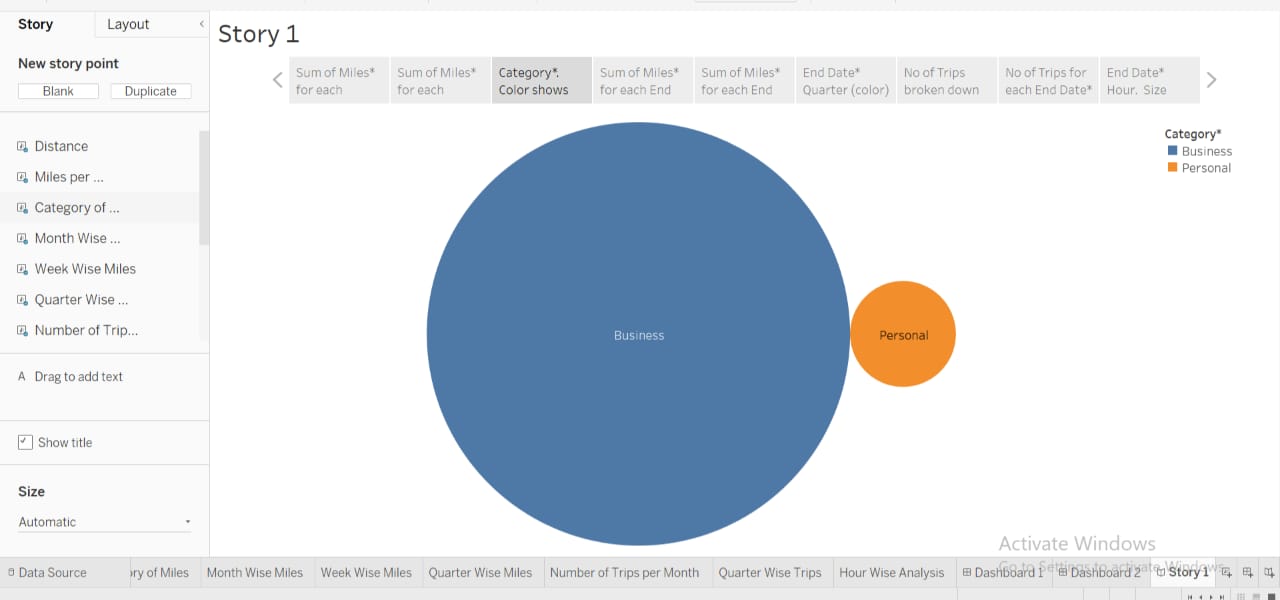 Story
Layout
New story point
Blank
Duplicate
Distance
Miles per ...
Category of ...
Month Wise ...
Week Wise Miles
Quarter Wise ...
Number of Trip...
A Drag to add text
Show title
Size
Automatic
Story 1
Sum of Miles*
for each
Sum of Miles*
for each
Category*.
Color shows
Sum of Miles*
for each End
Sum of Miles*
for each End
End Date*
Quarter (color)
No of Trips
broken down
No of Trips for
each End Date*
End Date*
Hour. Size
Business
Personal
Category*
Business
Personal
Activate Windows
Go to Settings to activate Windows.
Data Source
ory of Miles
Month Wise Miles
Week Wise Miles
Quarter Wise Miles
Number of Trips per Month
Quarter Wise Trips
Hour Wise Analysis
Dashboard 1
Dashboard 2
Story 1